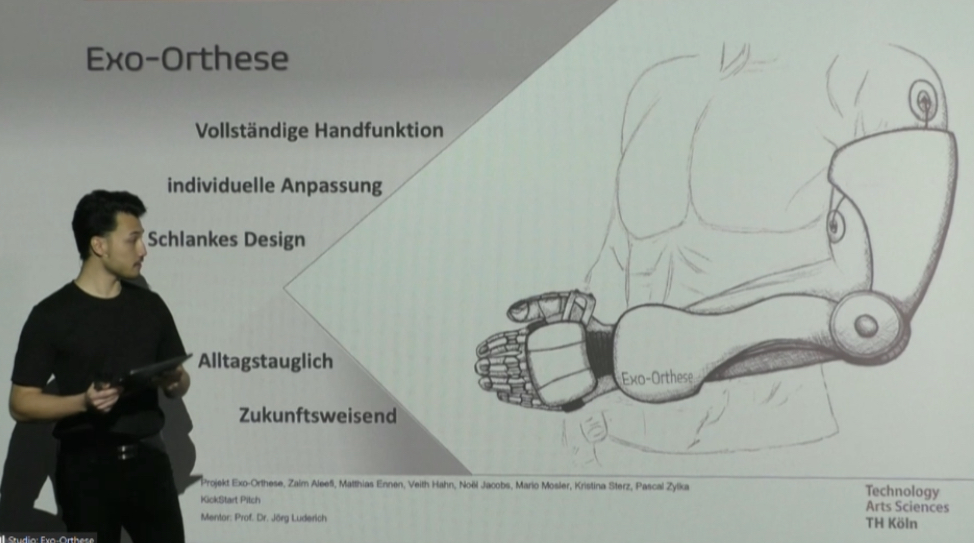 Exo-Orthese
Vollständige Handfunktion
individuelle Anpassung
Schlankes Design
Alltagstauglich
Zukunftsweisend
Exo-Orthese
Projekt Exo-Orthese, Zaim Aleefi, Matthias Ennen, Veith Hahn, Noël Jacobs, Mario Mosler, Kristina Sterz, Pascal Zylka
KickStart Pitch
Mentor: Prof. Dr. Jörg Luderich
Technology
Arts Sciences
TH Köln
Studio: Exo-Orthese